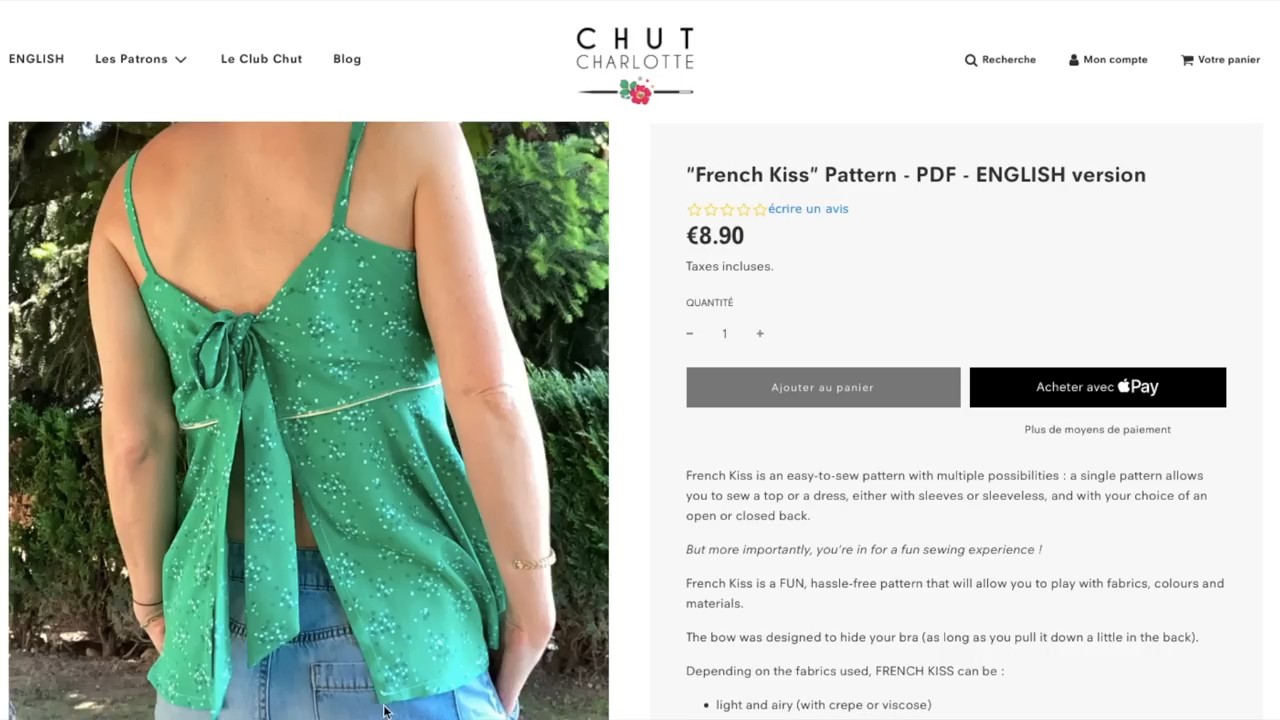 ENGLISH
Les Patrons
Le Club Chut
Blog
CHUT
CHARLOTTE
Recherche
Mon compte
Votre panier
"French Kiss" Pattern - PDF - ENGLISH version
écrire un avis
€8.90
Taxes incluses.
QUANTITÉ
− 1 +
Ajouter au panier
Acheter avec Pay
Plus de moyens de paiement
French Kiss is an easy-to-sew pattern with multiple possibilities : a single pattern allows
you to sew a top or a dress, either with sleeves or sleeveless, and with your choice of an
open or closed back.
But more importantly, you're in for a fun sewing experience !
French Kiss is a FUN, hassle-free pattern that will allow you to play with fabrics, colours and
materials.
The bow was designed to hide your bra (as long as you pull it down a little in the back).
Depending on the fabrics used, FRENCH KISS can be :
• light and airy (with crepe or viscose)